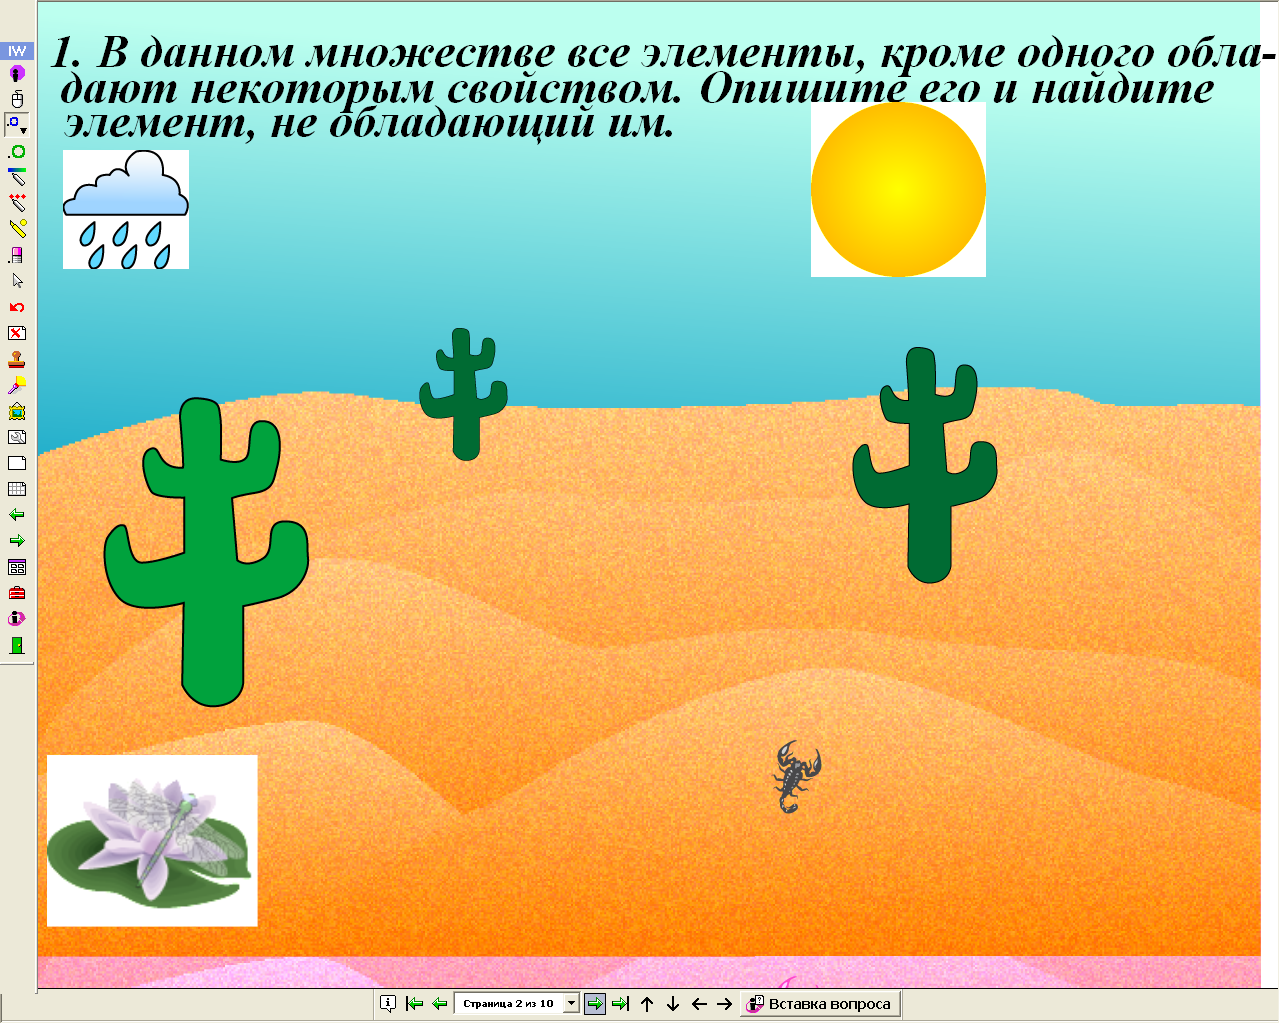 1. В данном множестве все элементы, кроме одного обла-
дают некоторым свойством. Опишите его и найдите
элемент, не обладающий им.
IW
Страница 2 из 10
Вставка вопроса